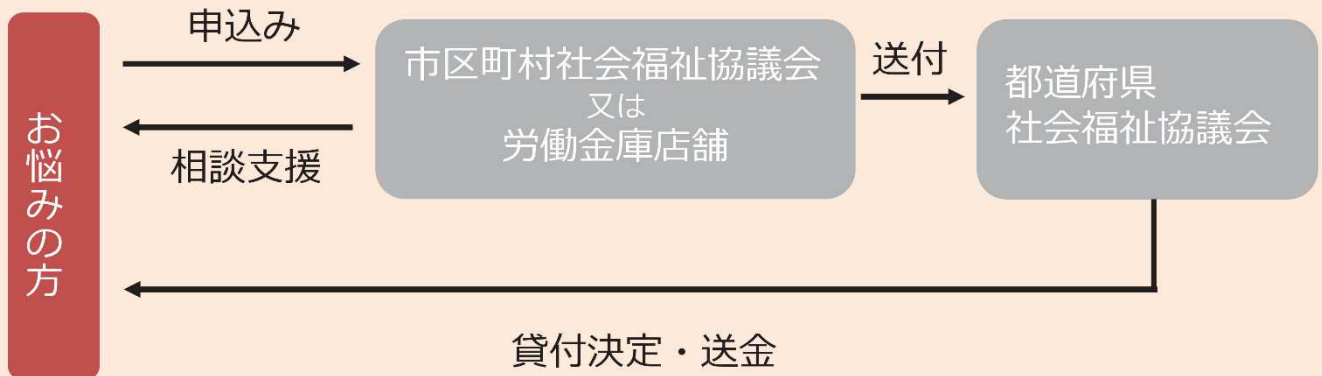 申込み
市区町村社会福祉協議会
又は
労働金庫店舗
送付
都道府県
社会福祉協議会
お悩みの方
相談支援
貸付決定・送金